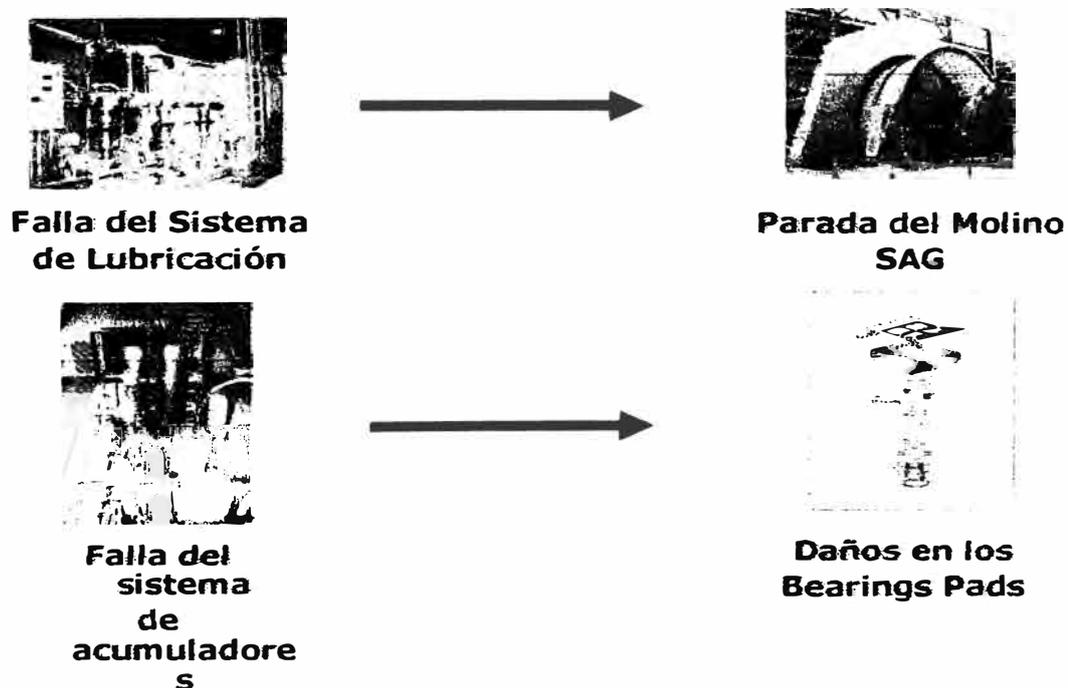 Falla del Sistema
de Lubricación
Parada del Molino
SAG
Falla del
sistema
de
acumuladore
s
Daños en los
Bearings Pads